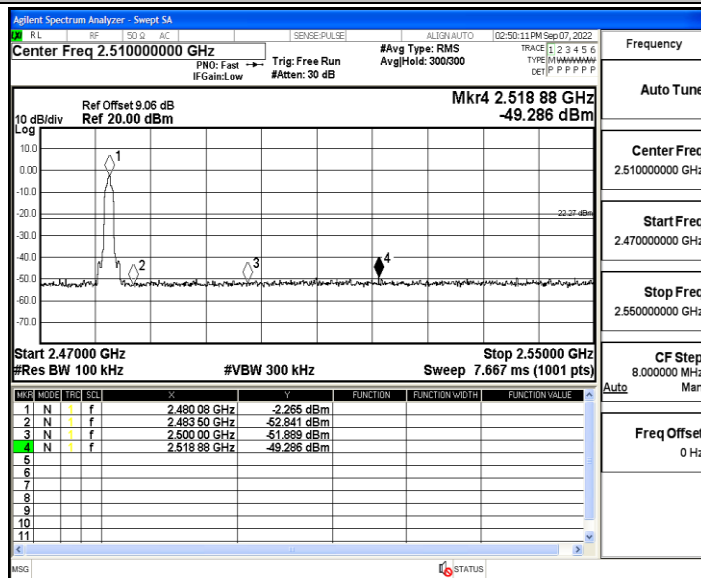 Agilent Spectrum Analyzer - Swept SA
RL RF 50 Ω AC SENSE:PULSE ALIGN AUTO 02:50:11 PM Sep 07, 2022
Center Freq 2.510000000 GHz
PNO: Fast
IFGain:Low
Trig: Free Run
#Atten: 30 dB
#Avg Type: RMS
Avg|Hold: 300/300
TRACE 1 2 3 4 5 6
TYPE M
DET P P P P P P
Frequency
Auto Tune
Center Freq
2.510000000 GHz
Start Freq
2.470000000 GHz
Stop Freq
2.550000000 GHz
CF Step
8.000000 MHz
Auto Man
Freq Offset
0 Hz
Mkr4 2.518 88 GHz
-49.286 dBm
Ref Offset 9.06 dB
10 dB/div Ref 20.00 dBm
Log
10.0
0.00
-10.0
-20.0
-30.0
-40.0
-50.0
-60.0
-70.0
1
2
3
4
22.27 dBm
Start 2.47000 GHz Stop 2.55000 GHz
#Res BW 100 kHz #VBW 300 kHz Sweep 7.667 ms (1001 pts)
MKR MODE TRC SCL X Y FUNCTION FUNCTION WIDTH FUNCTION VALUE
1 N 1 f 2.480 08 GHz -2.265 dBm
2 N 1 f 2.483 50 GHz -52.841 dBm
3 N 1 f 2.500 00 GHz -51.889 dBm
4 N 1 f 2.518 88 GHz -49.286 dBm
5
6
7
8
9
10
11
MSG STATUS